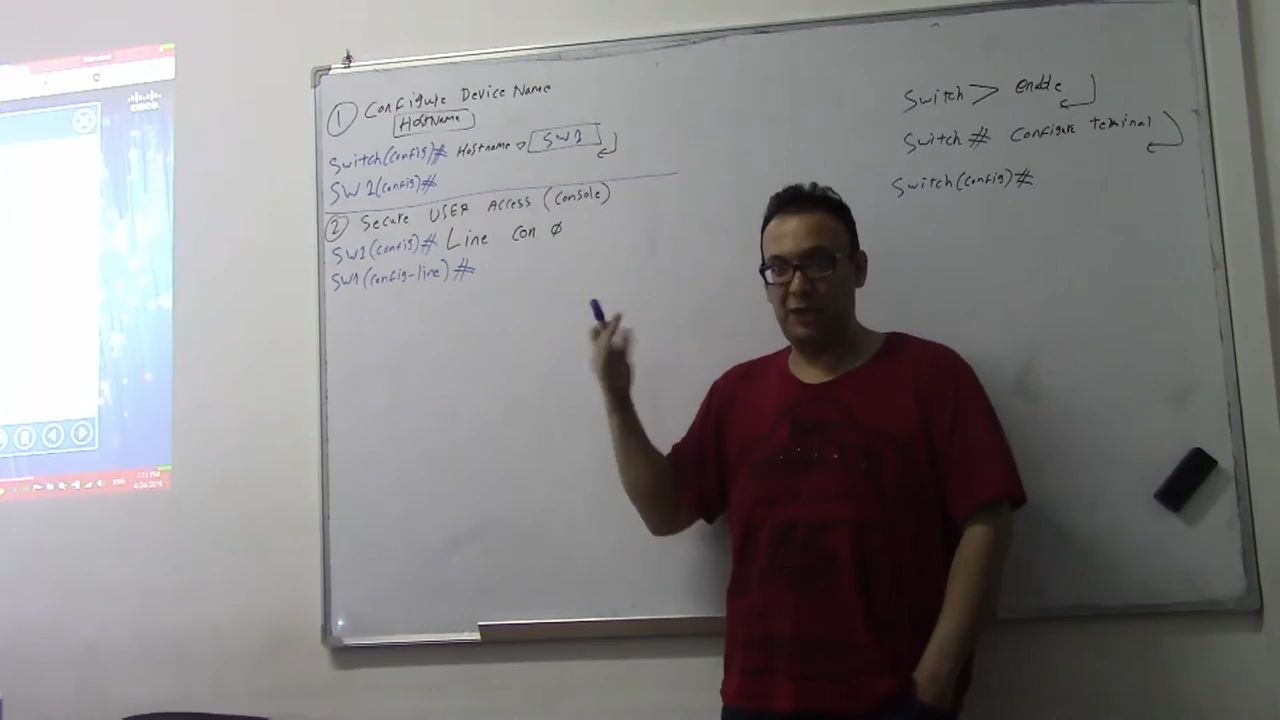 ① Configure Device Name
HostName
Switch(config)# Hostname SW1
SW1(config)#
② Secure USER Access (console)
SW1(config)# Line con 0
SW1(config-line)#
Switch> enable
Switch# Configure terminal
Switch(config)#
CISCO